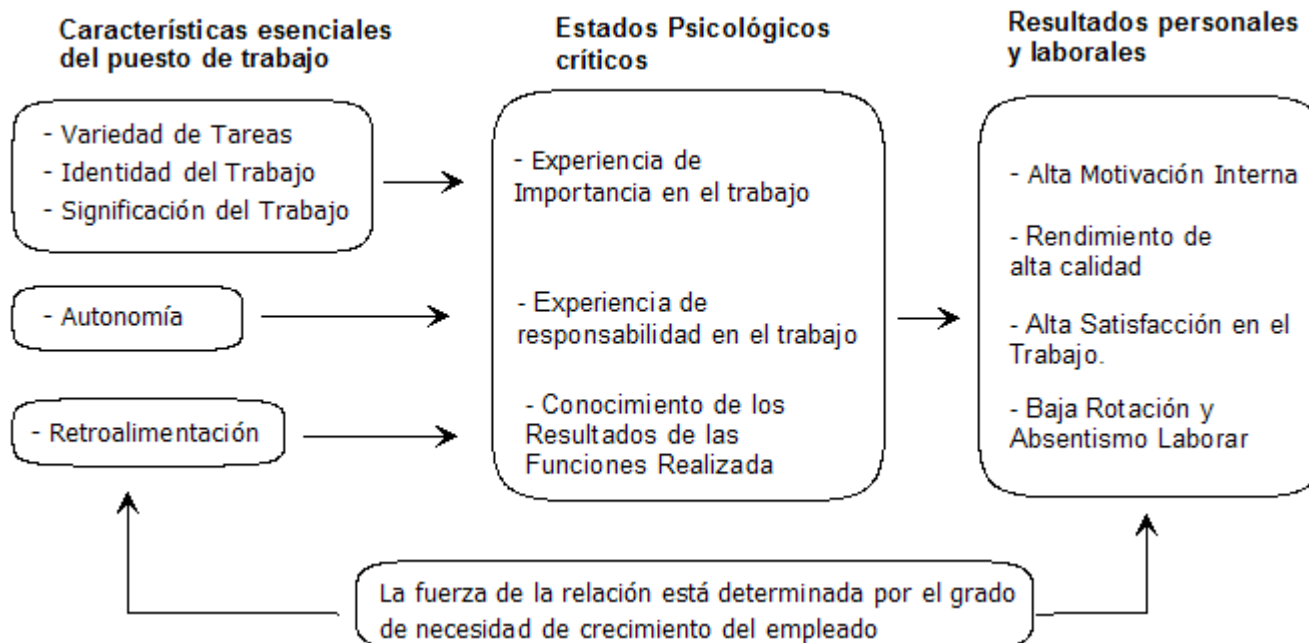 Características esenciales
del puesto de trabajo
- Variedad de Tareas
- Identidad del Trabajo
- Significación del Trabajo
- Autonomía
- Retroalimentación
Estados Psicológicos
críticos
- Experiencia de
Importancia en el trabajo
- Experiencia de
responsabilidad en el trabajo
- Conocimiento de los
Resultados de las
Funciones Realizada
Resultados personales
y laborales
- Alta Motivación Interna
- Rendimiento de
alta calidad
- Alta Satisfacción en el
Trabajo.
- Baja Rotación y
Absentismo Laborar
La fuerza de la relación está determinada por el grado
de necesidad de crecimiento del empleado